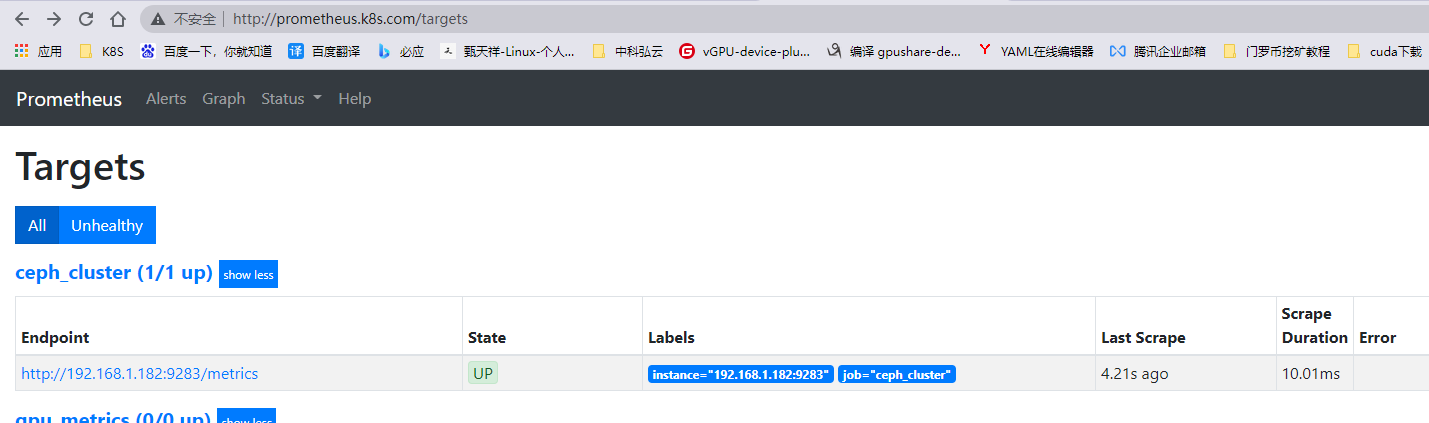 不安全 | http://prometheus.k8s.com/targets
应用 K8S 百度一下，你就知道 译 百度翻译 必应 甄天祥-Linux-个人... 中科弘云 G vGPU-device-plu... 编译 gpushare-de... Y YAML在线编辑器 腾讯企业邮箱 门罗币挖矿教程 cuda下載
Prometheus Alerts Graph Status Help
Targets
All Unhealthy
ceph_cluster (1/1 up) show less
Endpoint State Labels Last Scrape Scrape Duration Error
http://192.168.1.182:9283/metrics UP instance="192.168.1.182:9283" job="ceph_cluster" 4.21s ago 10.01ms
gpu_metrics (0/0 up) show less